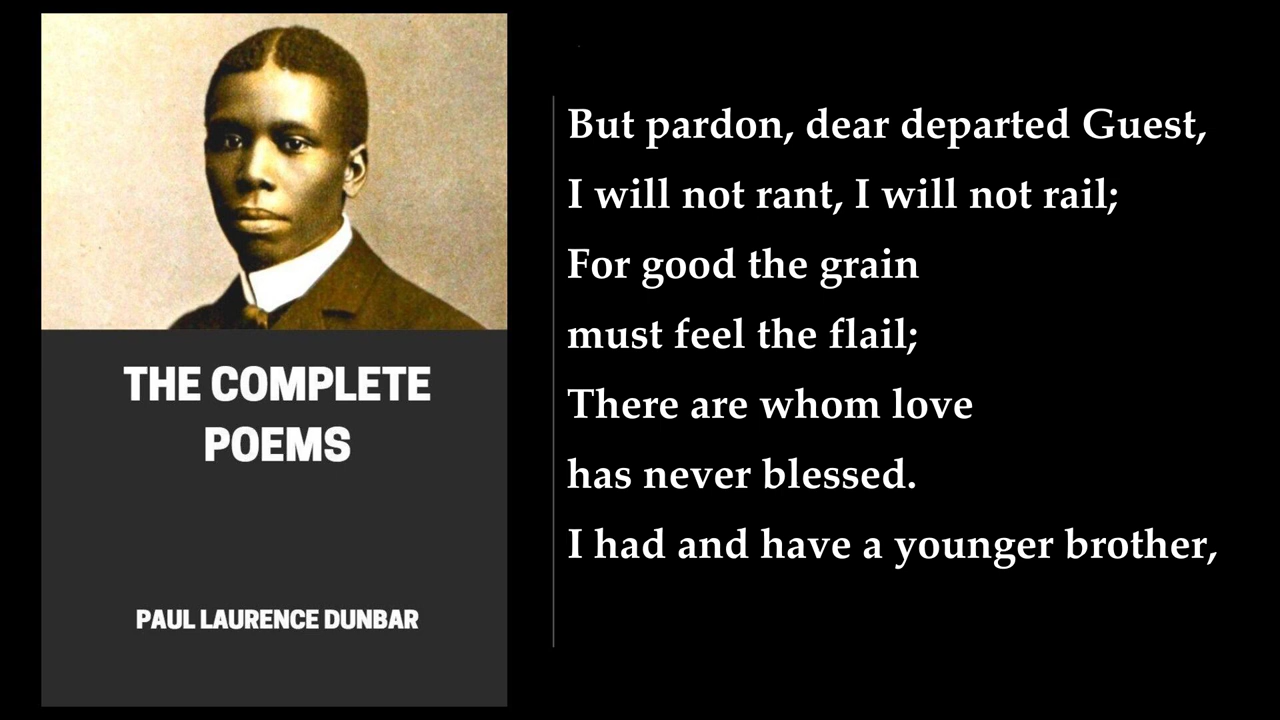 THE COMPLETE
POEMS
PAUL LAURENCE DUNBAR
But pardon, dear departed Guest,
I will not rant, I will not rail;
For good the grain
must feel the flail;
There are whom love
has never blessed.
I had and have a younger brother,